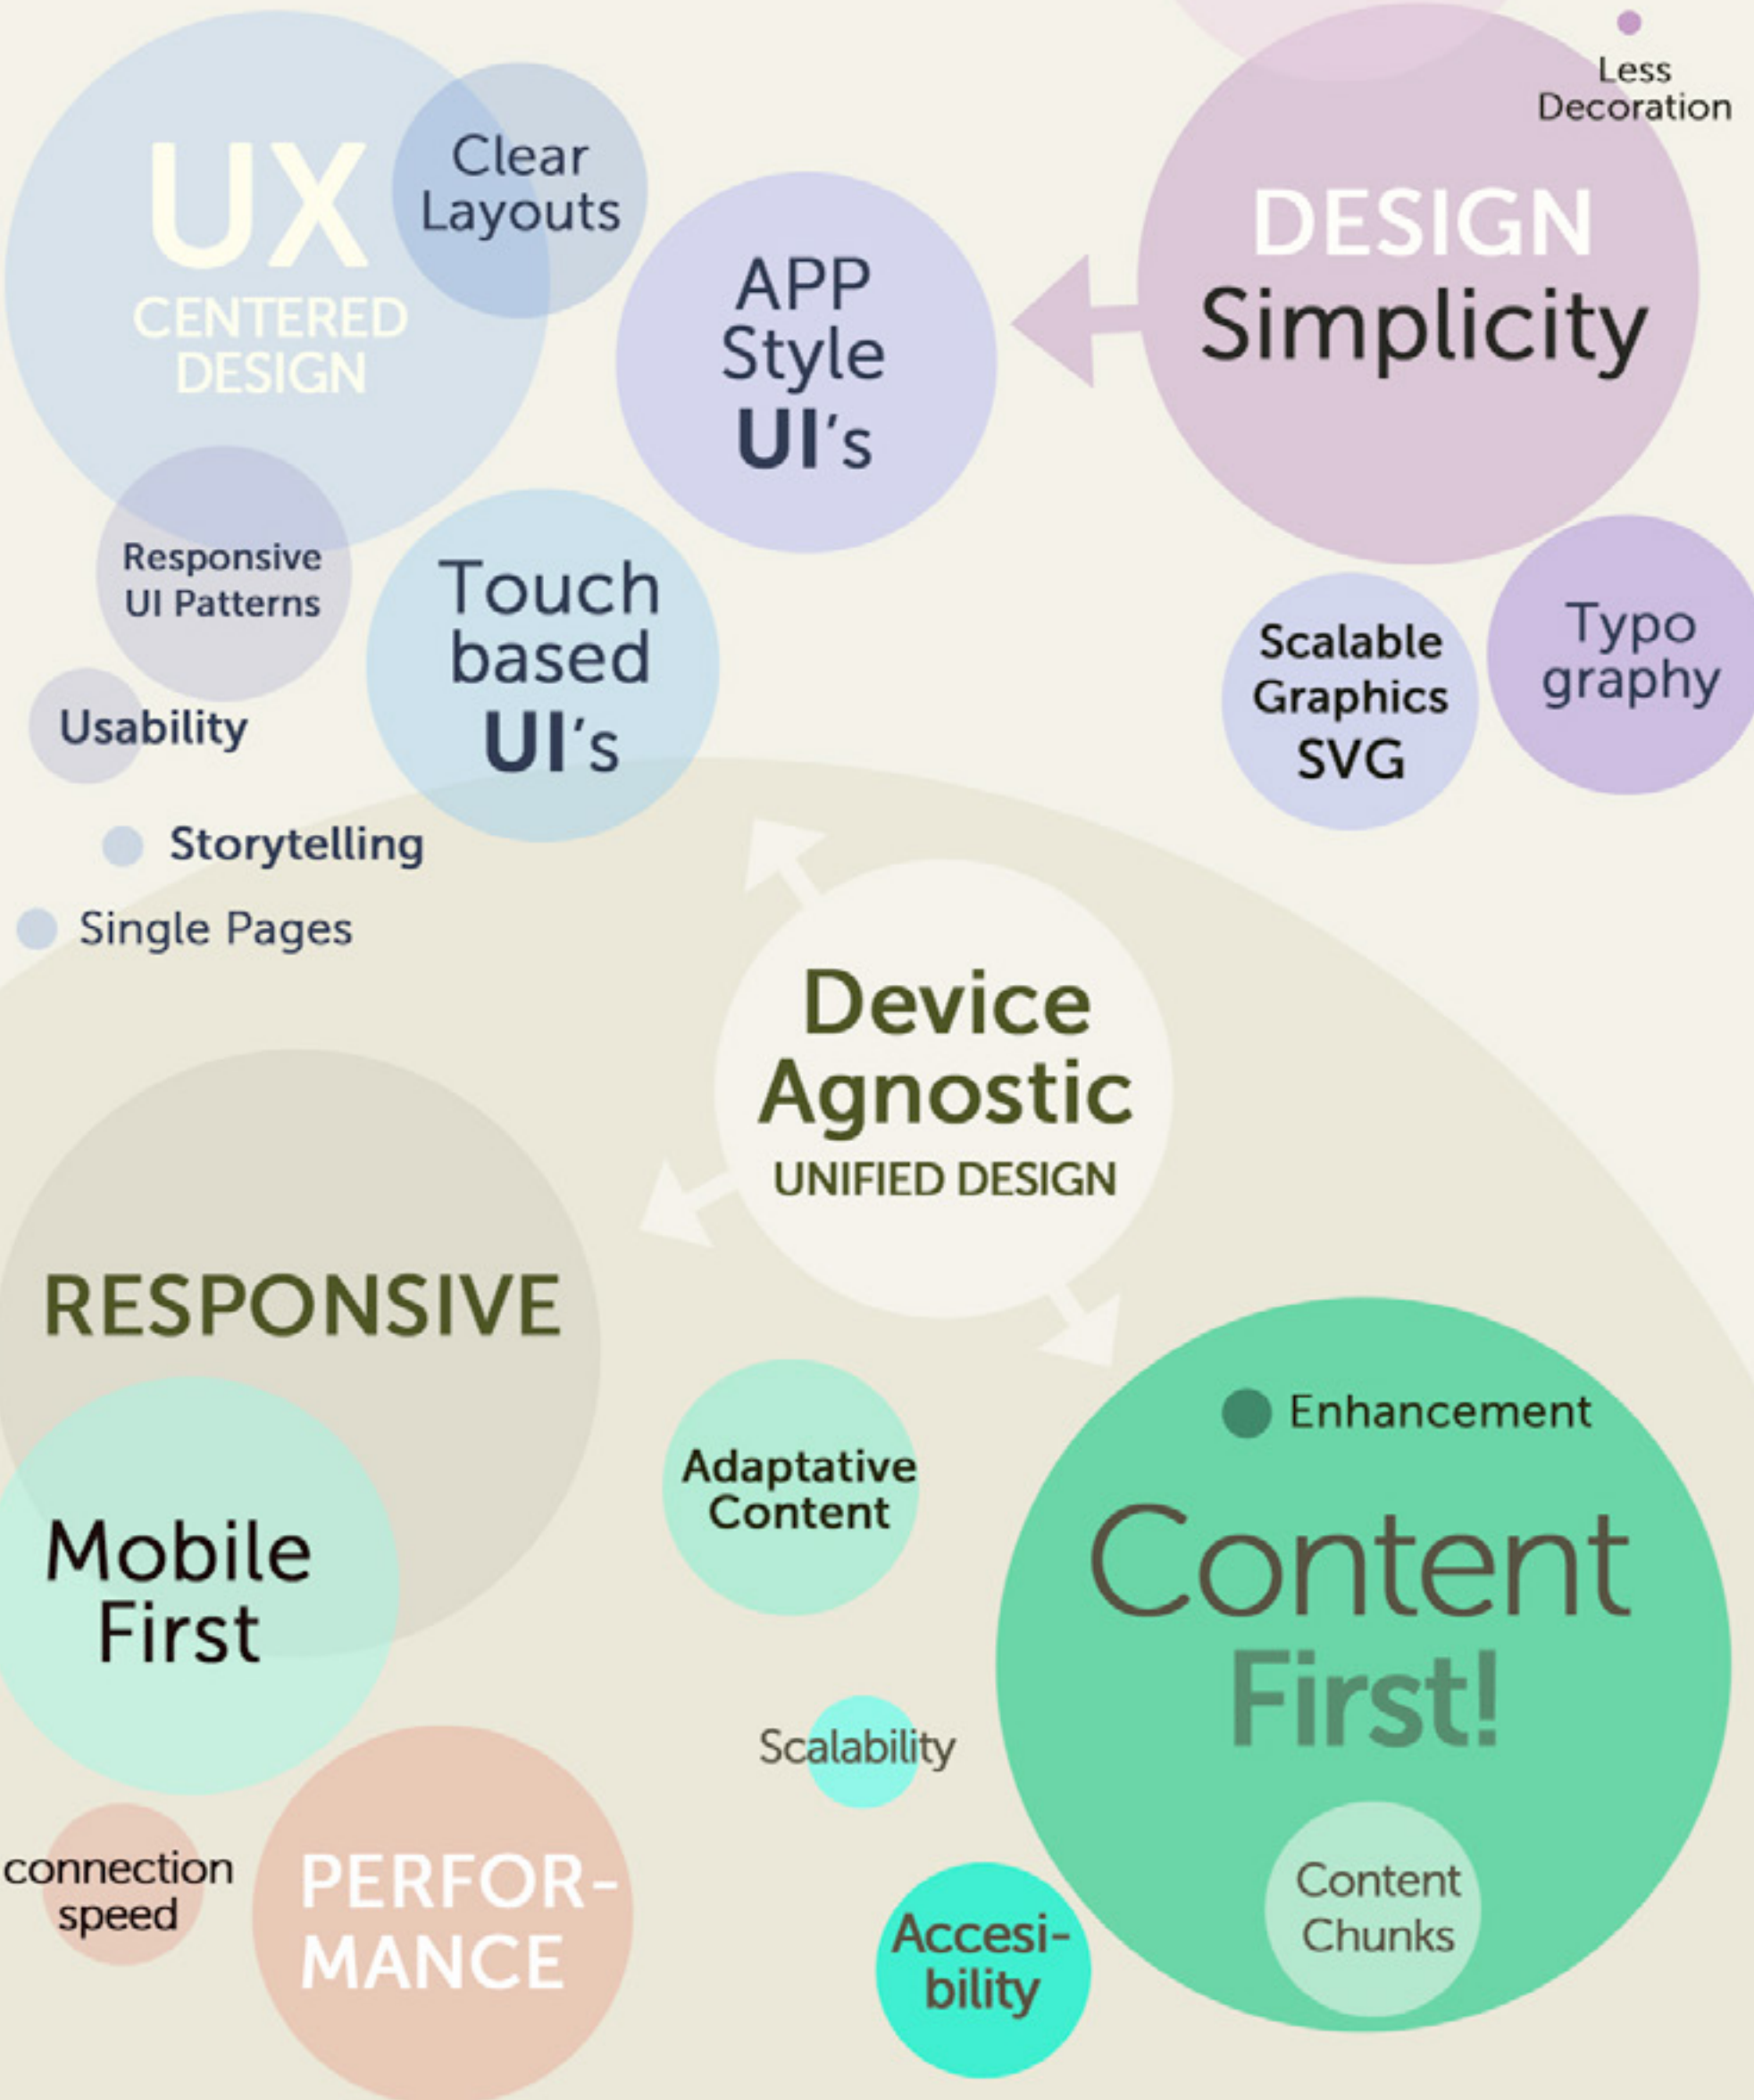 UX
CENTERED
DESIGN
Clear
Layouts
APP
Style
UI's
Less
Decoration
DESIGN
Simplicity
Responsive
UI Patterns
Touch
based
UI's
Scalable
Graphics
SVG
Typo
graphy
Usability
Storytelling
Single Pages
Device
Agnostic
UNIFIED DESIGN
RESPONSIVE
Mobile
First
Adaptative
Content
Enhancement
Content
First!
Scalability
connection
speed
PERFOR-
MANCE
Accesi-
bility
Content
Chunks